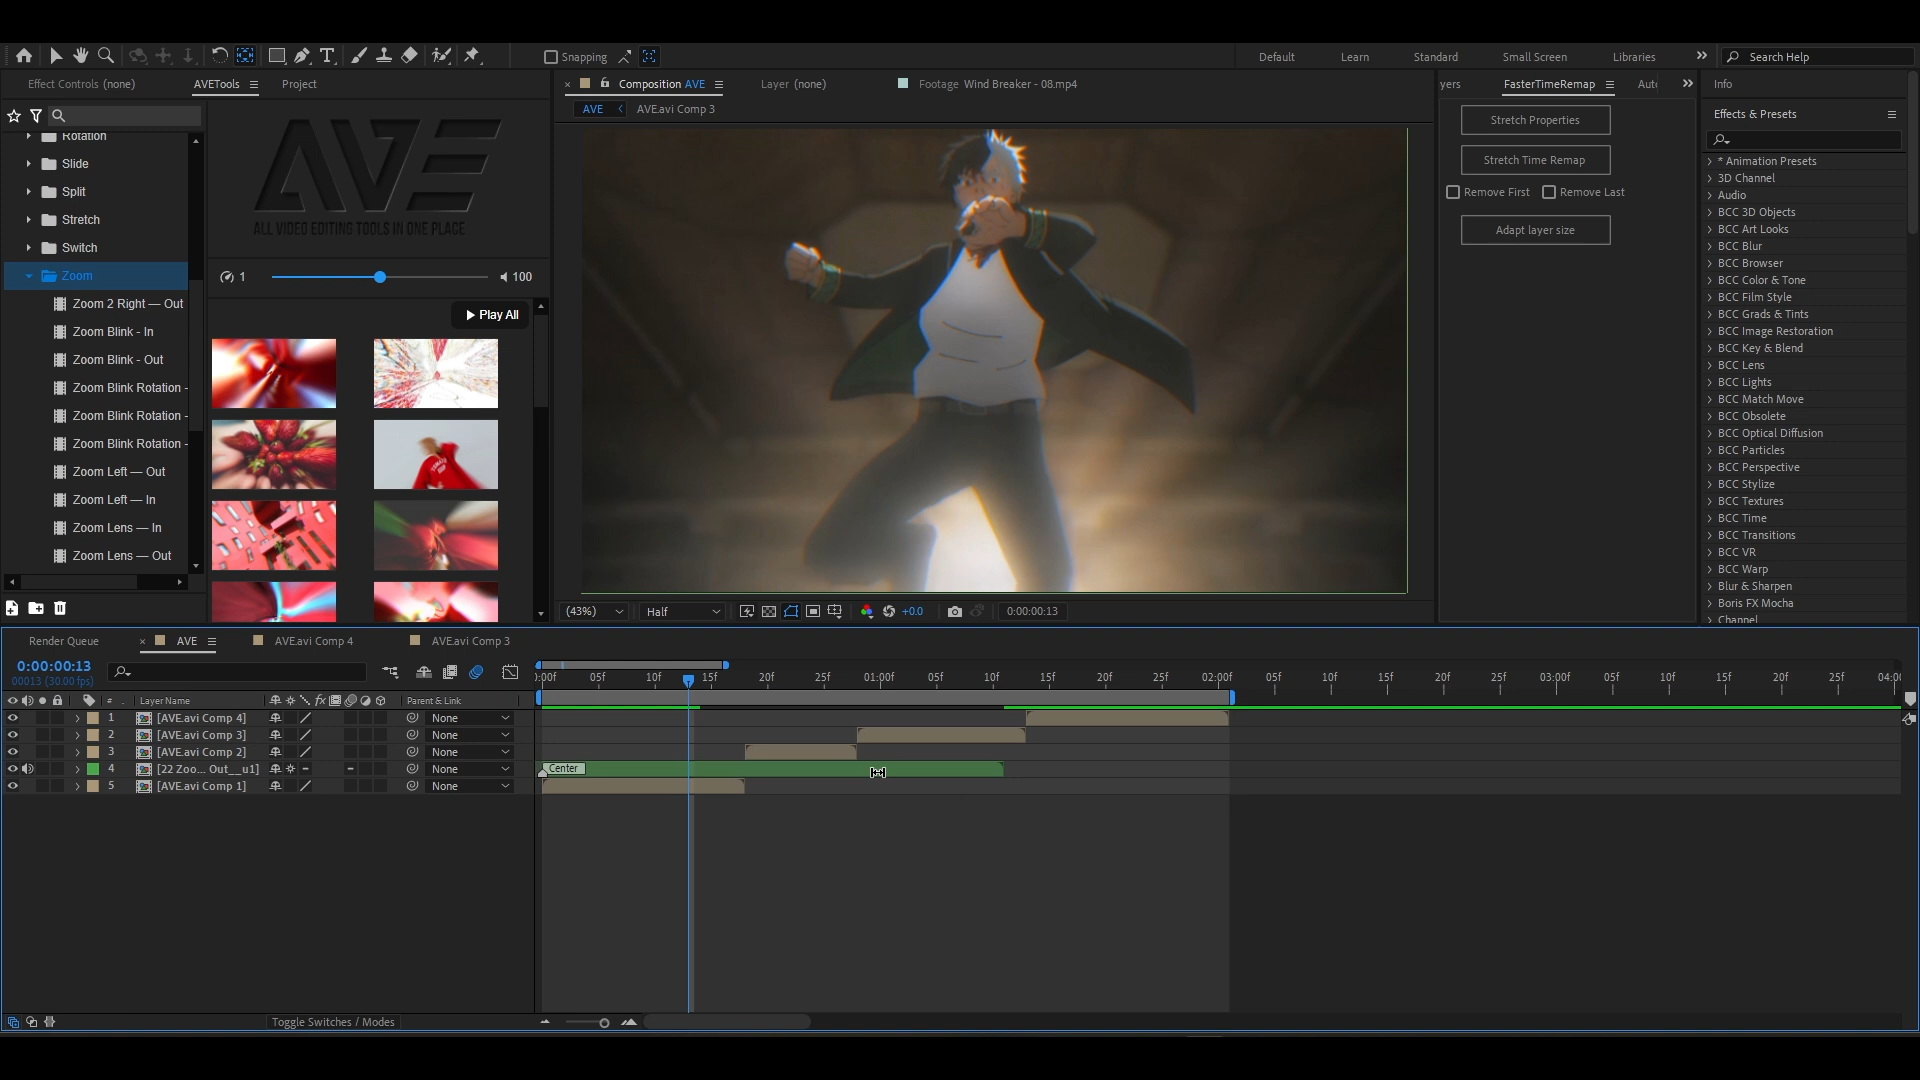 Snapping
Default
Learn
Standard
Small Screen
Libraries
Search Help
Effect Controls (none)
AVETools
Project
Composition AVE
Layer (none)
Footage Wind Breaker - 08.mp4
yers
FasterTimeRemap
Auto
Info
AVE
AVE.avi Comp 3
Rotation
Slide
Split
Stretch
Switch
Zoom
Zoom 2 Right — Out
Zoom Blink - In
Zoom Blink - Out
Zoom Blink Rotation -
Zoom Blink Rotation -
Zoom Blink Rotation -
Zoom Left — Out
Zoom Left — In
Zoom Lens — In
Zoom Lens — Out
AVE
ALL VIDEO EDITING TOOLS IN ONE PLACE
1
100
Play All
(43%)
Half
+0.0
0:00:00:13
Stretch Properties
Stretch Time Remap
Remove First
Remove Last
Adapt layer size
Effects & Presets
* Animation Presets
3D Channel
Audio
BCC 3D Objects
BCC Art Looks
BCC Blur
BCC Browser
BCC Color & Tone
BCC Film Style
BCC Grads & Tints
BCC Image Restoration
BCC Key & Blend
BCC Lens
BCC Lights
BCC Match Move
BCC Obsolete
BCC Optical Diffusion
BCC Particles
BCC Perspective
BCC Stylize
BCC Textures
BCC Time
BCC Transitions
BCC VR
BCC Warp
Blur & Sharpen
Boris FX Mocha
Channel
Render Queue
AVE
AVE.avi Comp 4
AVE.avi Comp 3
0:00:00:13
00013 (30.00 fps)
:00f 05f 10f 15f 20f 25f 01:00f 05f 10f 15f 20f 25f 02:00f 05f 10f 15f 20f 25f 03:00f 05f 10f 15f 20f 25f 04:0
# . Layer Name fx Parent & Link
1 [AVE.avi Comp 4] None
2 [AVE.avi Comp 3] None
3 [AVE.avi Comp 2] None
4 [22 Zoo... Out__u1] None Center
5 [AVE.avi Comp 1] None
Toggle Switches / Modes